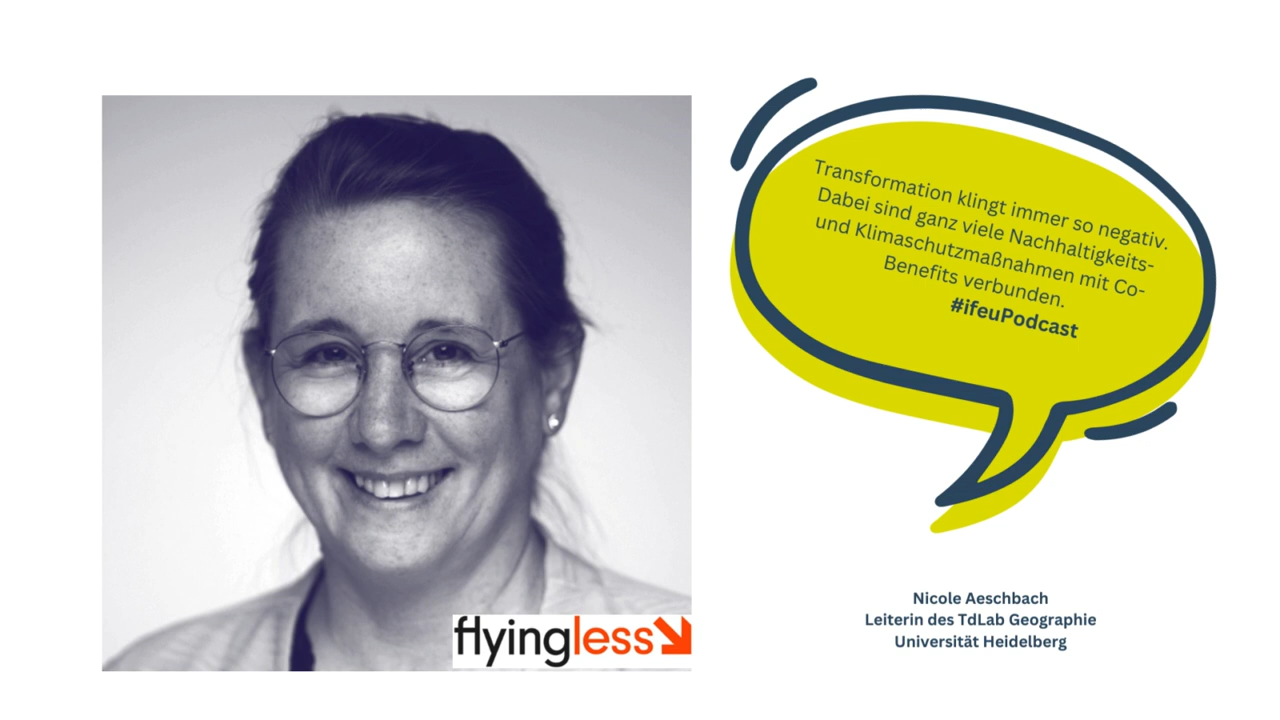 Transformation klingt immer so negativ.
Dabei sind ganz viele Nachhaltigkeits-
und Klimaschutzmaßnahmen mit Co-
Benefits verbunden.
#ifeuPodcast
flyingless
Nicole Aeschbach
Leiterin des TdLab Geographie
Universität Heidelberg